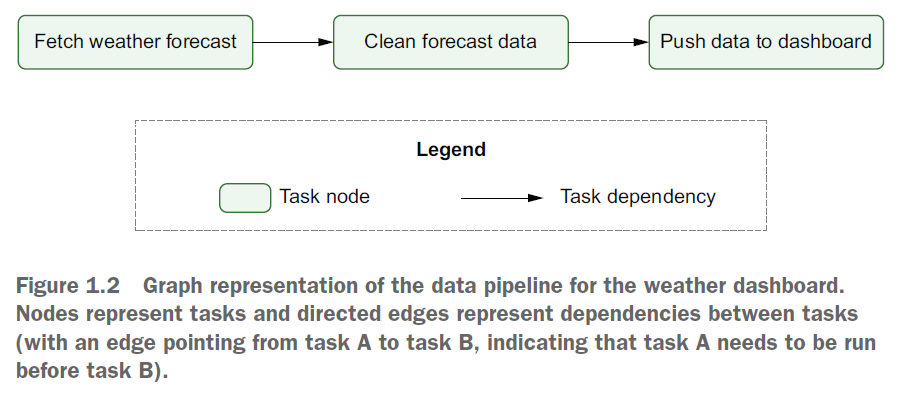 Fetch weather forecast
Clean forecast data
Push data to dashboard
Legend
Task node
Task dependency
Figure 1.2 Graph representation of the data pipeline for the weather dashboard.
Nodes represent tasks and directed edges represent dependencies between tasks
(with an edge pointing from task A to task B, indicating that task A needs to be run
before task B).